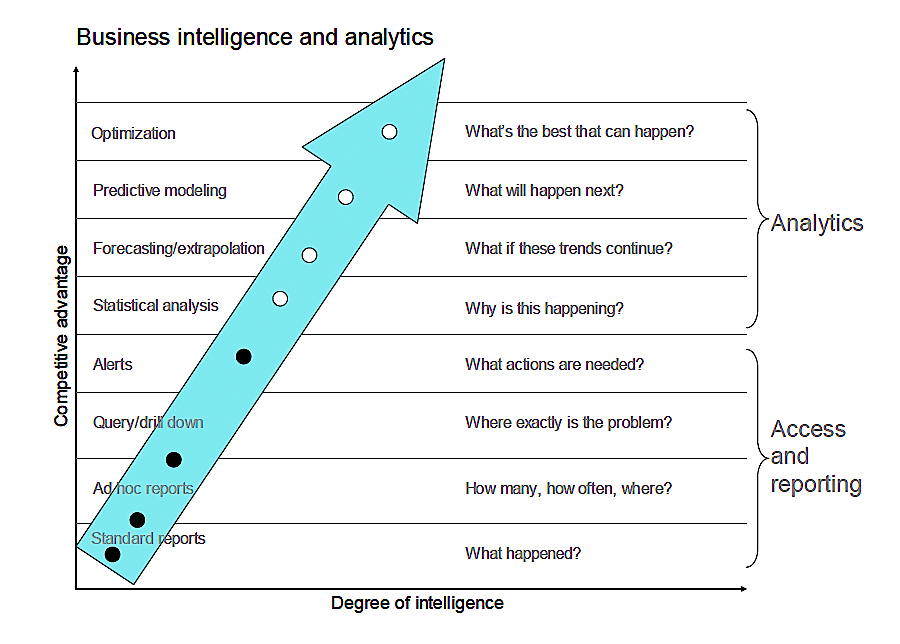 Business intelligence and analytics
Optimization
What's the best that can happen?
Predictive modeling
What will happen next?
Forecasting/extrapolation
What if these trends continue?
Statistical analysis
Why is this happening?
Analytics
Alerts
What actions are needed?
Query/drill down
Where exactly is the problem?
Ad hoc reports
How many, how often, where?
Standard reports
What happened?
Access
and
reporting
Competitive advantage
Degree of intelligence